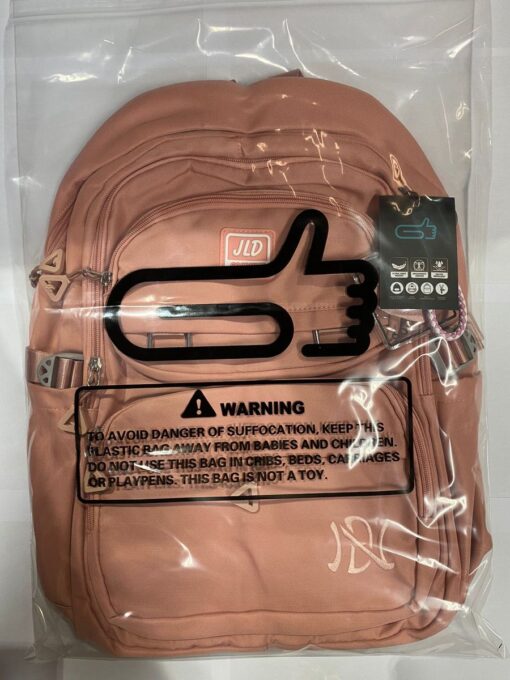 JLD
WARNING
TO AVOID DANGER OF SUFFOCATION, KEEP THIS
PLASTIC BAG AWAY FROM BABIES AND CHILDREN.
DO NOT USE THIS BAG IN CRIBS, BEDS, CARRIAGES
OR PLAYPENS. THIS BAG IS NOT A TOY.